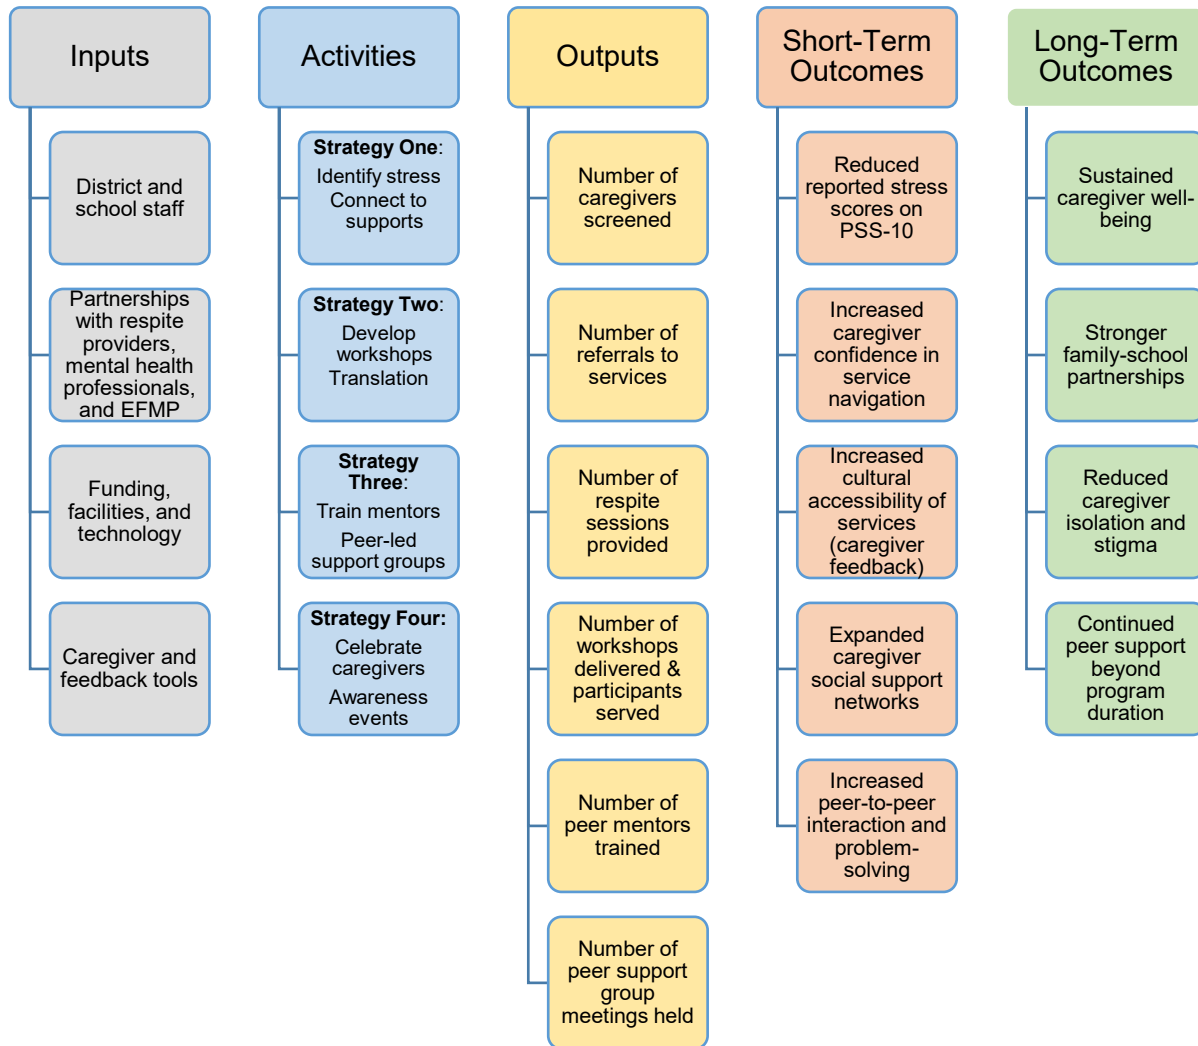 Inputs
District and
school staff
Partnerships
with respite
providers,
mental health
professionals,
and EFMP
Funding,
facilities, and
technology
Caregiver and
feedback tools
Activities
Strategy One:
Identify stress
Connect to
supports
Strategy Two:
Develop
workshops
Translation
Strategy
Three:
Train mentors
Peer-led
support groups
Strategy Four:
Celebrate
caregivers
Awareness
events
Outputs
Number of
caregivers
screened
Number of
referrals to
services
Number of
respite
sessions
provided
Number of
workshops
delivered &
participants
served
Number of
peer mentors
trained
Number of
peer support
group
meetings held
Short-Term
Outcomes
Reduced
reported stress
scores on
PSS-10
Increased
caregiver
confidence in
service
navigation
Increased
cultural
accessibility of
services
(caregiver
feedback)
Expanded
caregiver
social support
networks
Increased
peer-to-peer
interaction and
problem-
solving
Long-Term
Outcomes
Sustained
caregiver well-
being
Stronger
family-school
partnerships
Reduced
caregiver
isolation and
stigma
Continued
peer support
beyond
program
duration